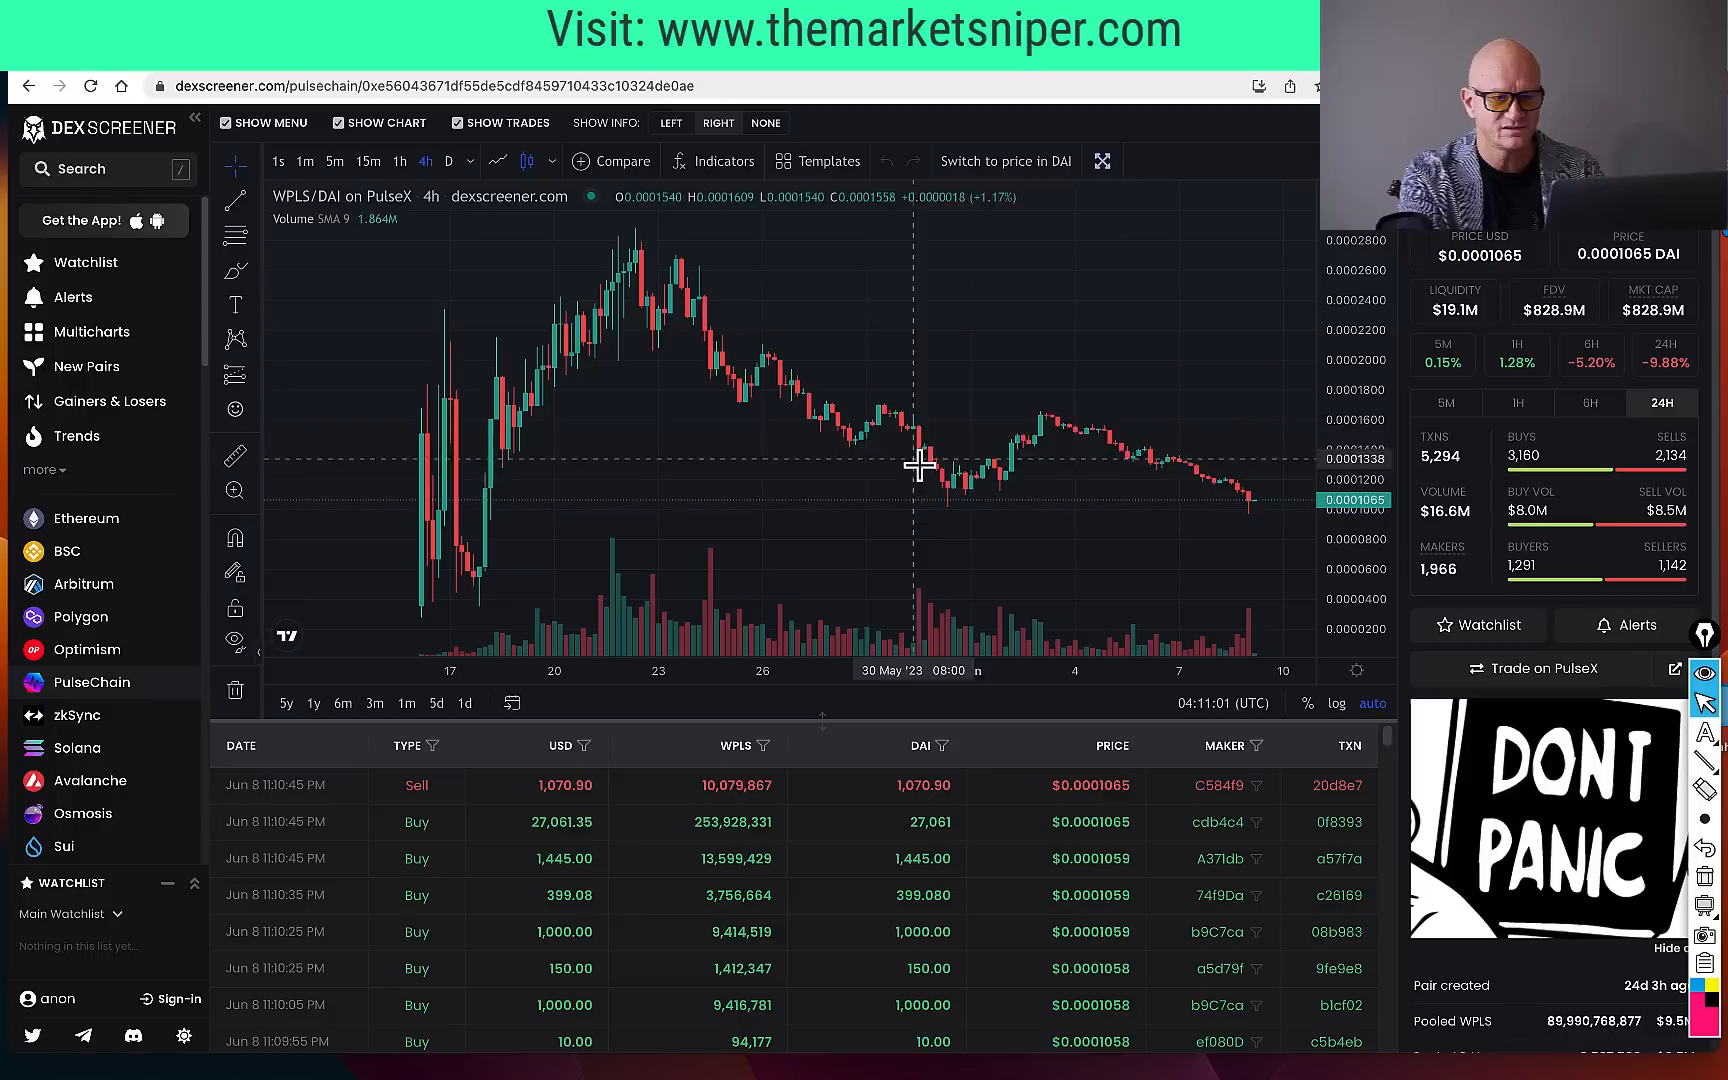 Visit: www.themarketsniper.com
dexscreener.com/pulsechain/0xe56043671df55de5cdf8459710433c10324de0ae
DEX SCREENER
SHOW MENU
SHOW CHART
SHOW TRADES
SHOW INFO:
LEFT
RIGHT
NONE
Search
/
1s 1m 5m 15m 1h 4h D
Compare
Indicators
Templates
Switch to price in DAI
Get the App!
WPLS/DAI on PulseX · 4h · dexscreener.com
O0.0001540 H0.0001609 L0.0001540 C0.0001558 +0.0000018 (+1.17%)
Volume SMA 9 1.864M
Watchlist
Alerts
Multicharts
New Pairs
Gainers & Losers
Trends
more
Ethereum
BSC
Arbitrum
Polygon
Optimism
PulseChain
zkSync
Solana
Avalanche
Osmosis
Sui
WATCHLIST
Main Watchlist
Nothing in this list yet...
anon
Sign-in
0.0002800
0.0002600
0.0002400
0.0002200
0.0002000
0.0001800
0.0001600
0.0001338
0.0001200
0.0001065
0.0000800
0.0000600
0.0000400
0.0000200
17 20 23 26 30 May '23 08:00 n 4 7 10
5y 1y 6m 3m 1m 5d 1d
04:11:01 (UTC)
% log auto
DATE TYPE USD WPLS DAI PRICE MAKER TXN
Jun 8 11:10:45 PM Sell 1,070.90 10,079,867 1,070.90 $0.0001065 C584f9 20d8e7
Jun 8 11:10:45 PM Buy 27,061.35 253,928,331 27,061 $0.0001065 cdb4c4 0f8393
Jun 8 11:10:45 PM Buy 1,445.00 13,599,429 1,445.00 $0.0001059 A371db a57f7a
Jun 8 11:10:35 PM Buy 399.08 3,756,664 399.080 $0.0001059 74f9Da c26169
Jun 8 11:10:25 PM Buy 1,000.00 9,414,519 1,000.00 $0.0001059 b9C7ca 08b983
Jun 8 11:10:25 PM Buy 150.00 1,412,347 150.00 $0.0001058 a5d79f 9fe9e8
Jun 8 11:10:05 PM Buy 1,000.00 9,416,781 1,000.00 $0.0001058 b9C7ca b1cf02
Jun 8 11:09:55 PM Buy 10.00 94,177 10.00 $0.0001058 ef080D c5b4eb
PRICE USD
$0.0001065
PRICE
0.0001065 DAI
LIQUIDITY
$19.1M
FDV
$828.9M
MKT CAP
$828.9M
5M
0.15%
1H
1.28%
6H
-5.20%
24H
-9.88%
5M 1H 6H 24H
TXNS
5,294
BUYS
3,160
SELLS
2,134
VOLUME
$16.6M
BUY VOL
$8.0M
SELL VOL
$8.5M
MAKERS
1,966
BUYERS
1,291
SELLERS
1,142
Watchlist
Alerts
Trade on PulseX
DONT
PANIC
Hide
Pair created 24d 3h ag
Pooled WPLS 89,990,768,877 $9.5